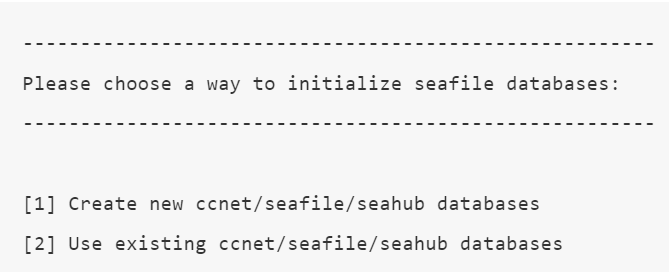 -------------------------------------------------------
Please choose a way to initialize seafile databases:
-------------------------------------------------------
[1] Create new ccnet/seafile/seahub databases
[2] Use existing ccnet/seafile/seahub databases